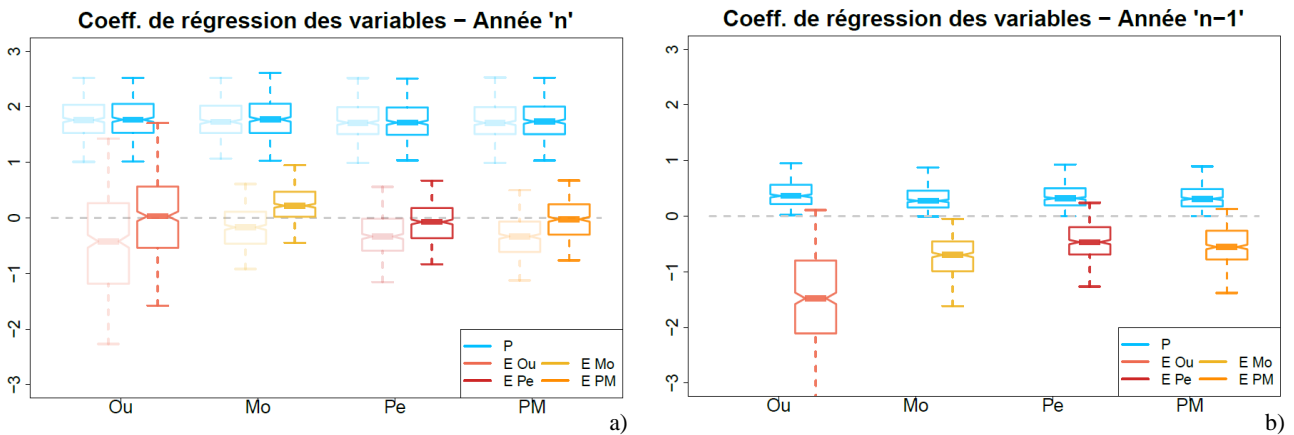 Coeff. de régression des variables − Année 'n'
3
2
1
0
−1
−2
−3
P
E Ou E Mo
E Pe E PM
Ou Mo Pe PM
a)
Coeff. de régression des variables − Année 'n−1'
3
2
1
0
−1
−2
−3
P
E Ou E Mo
E Pe E PM
Ou Mo Pe PM
b)